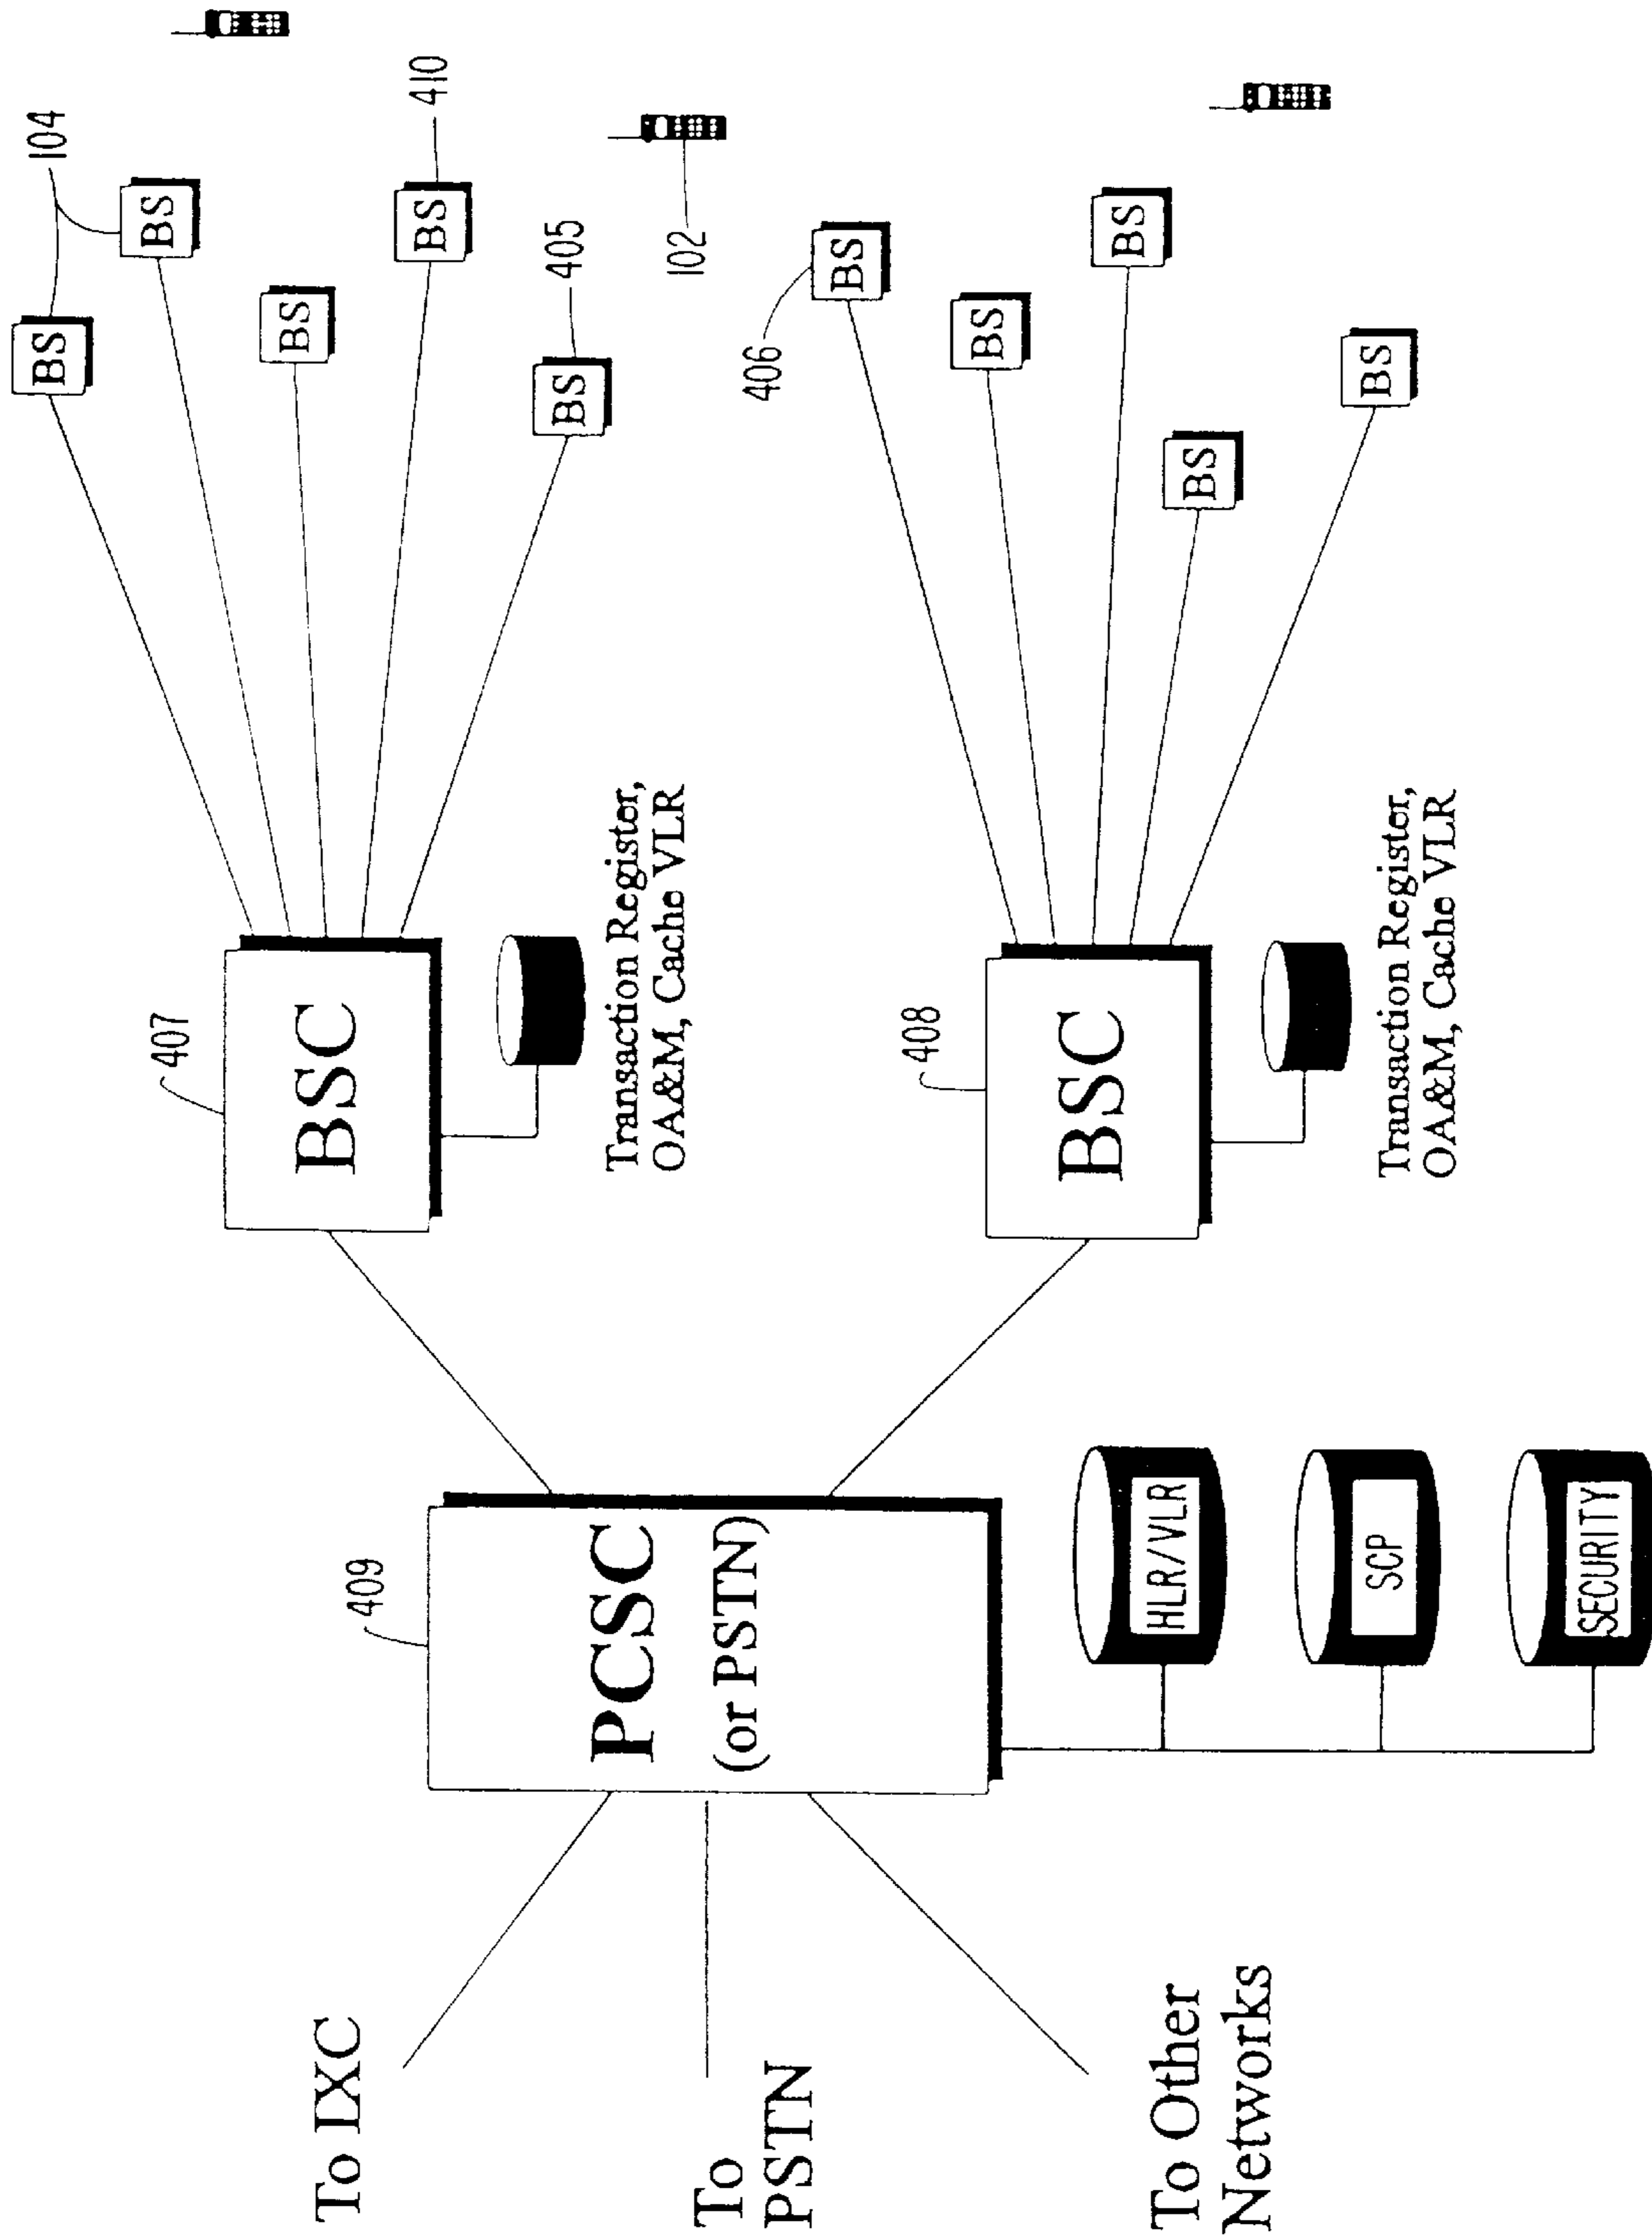 To IXC
To
PSTN
To Other
Networks
409
PCSC
(or PSTN)
HLR/VLR
SCP
SECURITY
407
BSC
Transaction Register,
OA&M, Cache VLR
408
BSC
Transaction Register,
OA&M, Cache VLR
104
BS
BS
BS
BS
410
BS
405
102
406
BS
BS
BS
BS
BS